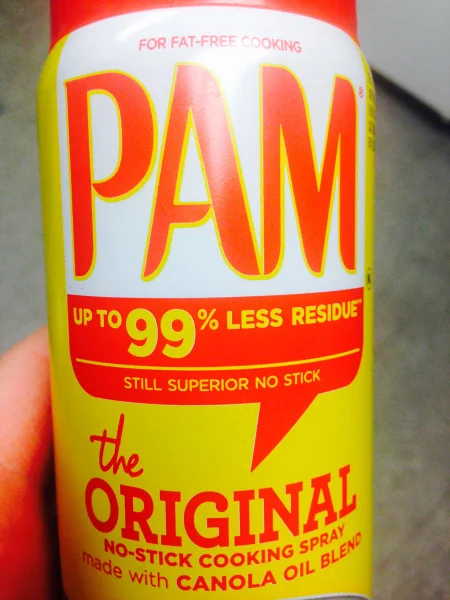 FOR FAT-FREE COOKING
PAM®
UP TO 99% LESS RESIDUE**
STILL SUPERIOR NO STICK
the
ORIGINAL
NO-STICK COOKING SPRAY
made with CANOLA OIL BLEND